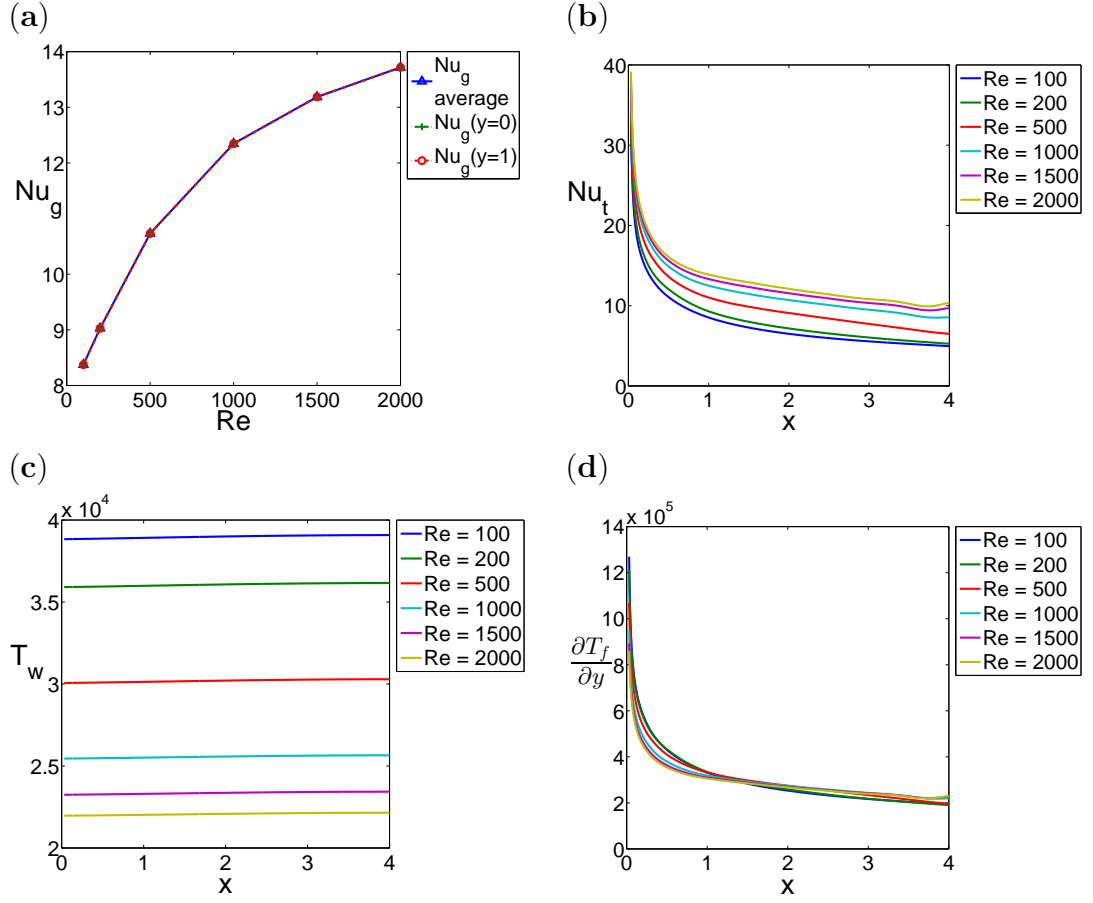 (a)
14
13
12
10
9
8
Nu_g
0 500 1000 1500 2000
Re
Nu_g
average
Nu_g(y=0)
Nu_g(y=1)
(b)
40
30
20
10
0
Nu_t
0 1 2 3 4
x
Re = 100
Re = 200
Re = 500
Re = 1000
Re = 1500
Re = 2000
(c)
x 10^4
4
3.5
3
2.5
2
T_w
0 1 2 3 4
x
Re = 100
Re = 200
Re = 500
Re = 1000
Re = 1500
Re = 2000
(d)
x 10^5
14
12
10
8
6
4
2
0
∂T_f
∂y
0 1 2 3 4
x
Re = 100
Re = 200
Re = 500
Re = 1000
Re = 1500
Re = 2000